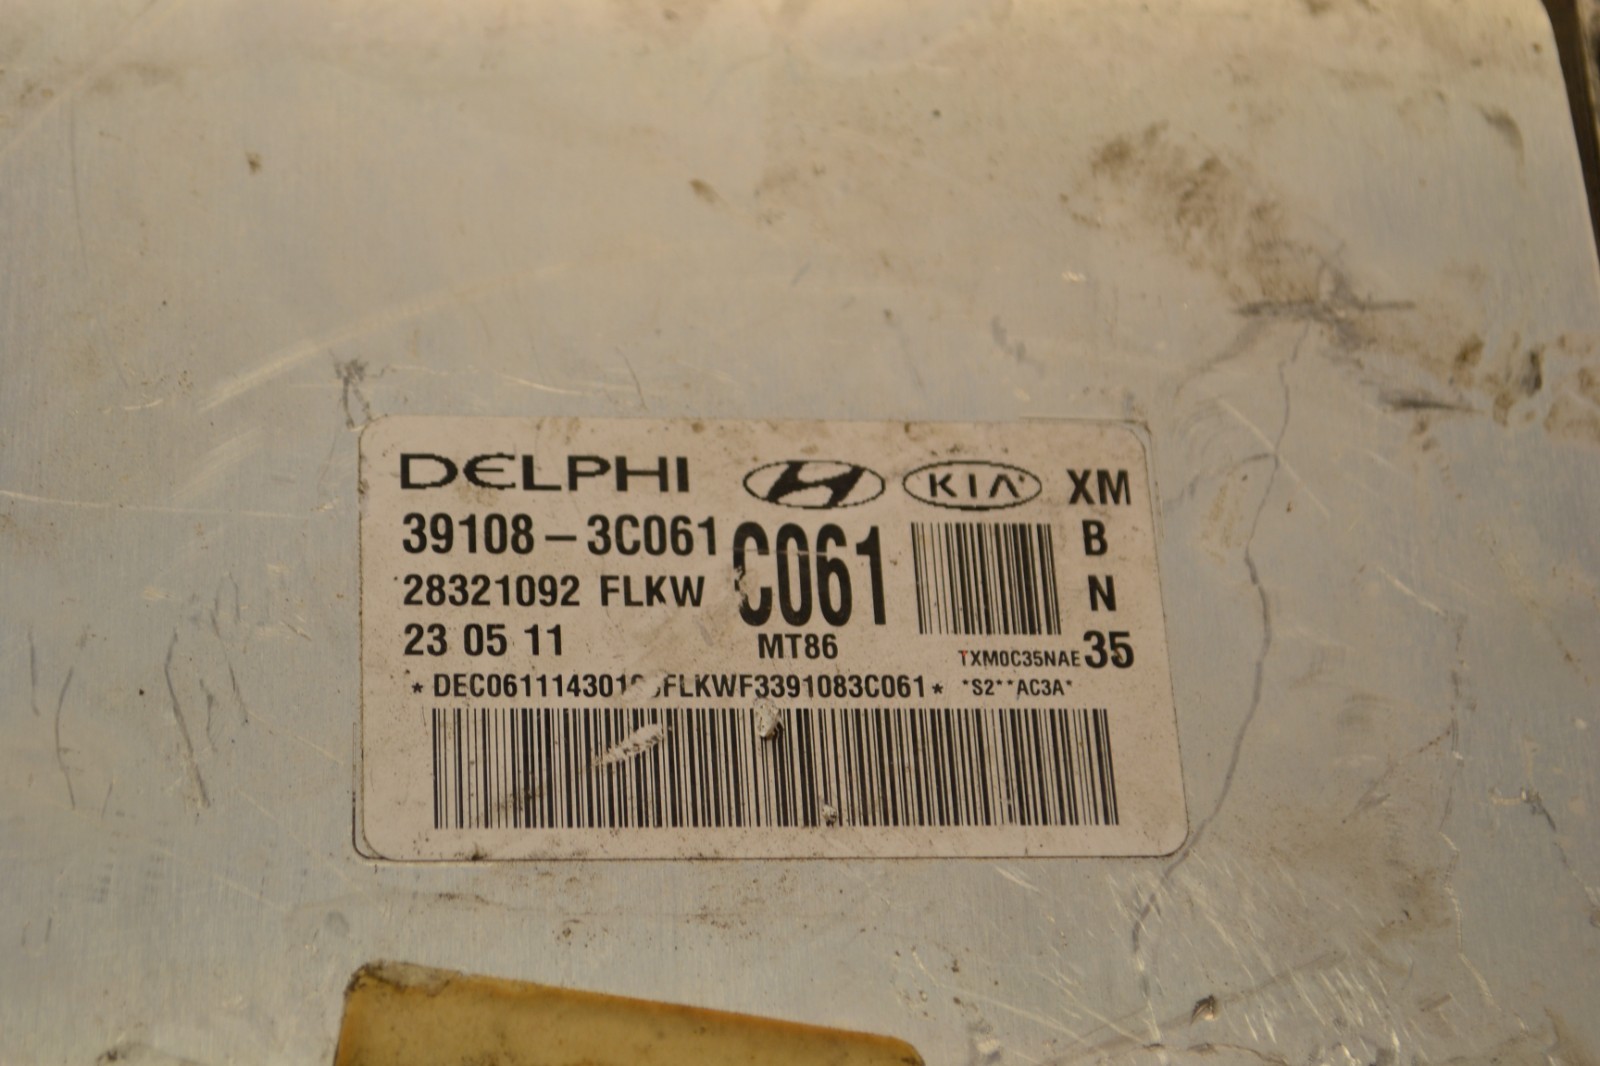 DELPHI KIA XM
39108-3C061 C061 B
28321092 FLKW N
23 05 11 MT86 TXM0C35NAE 35
*S2**AC3A*